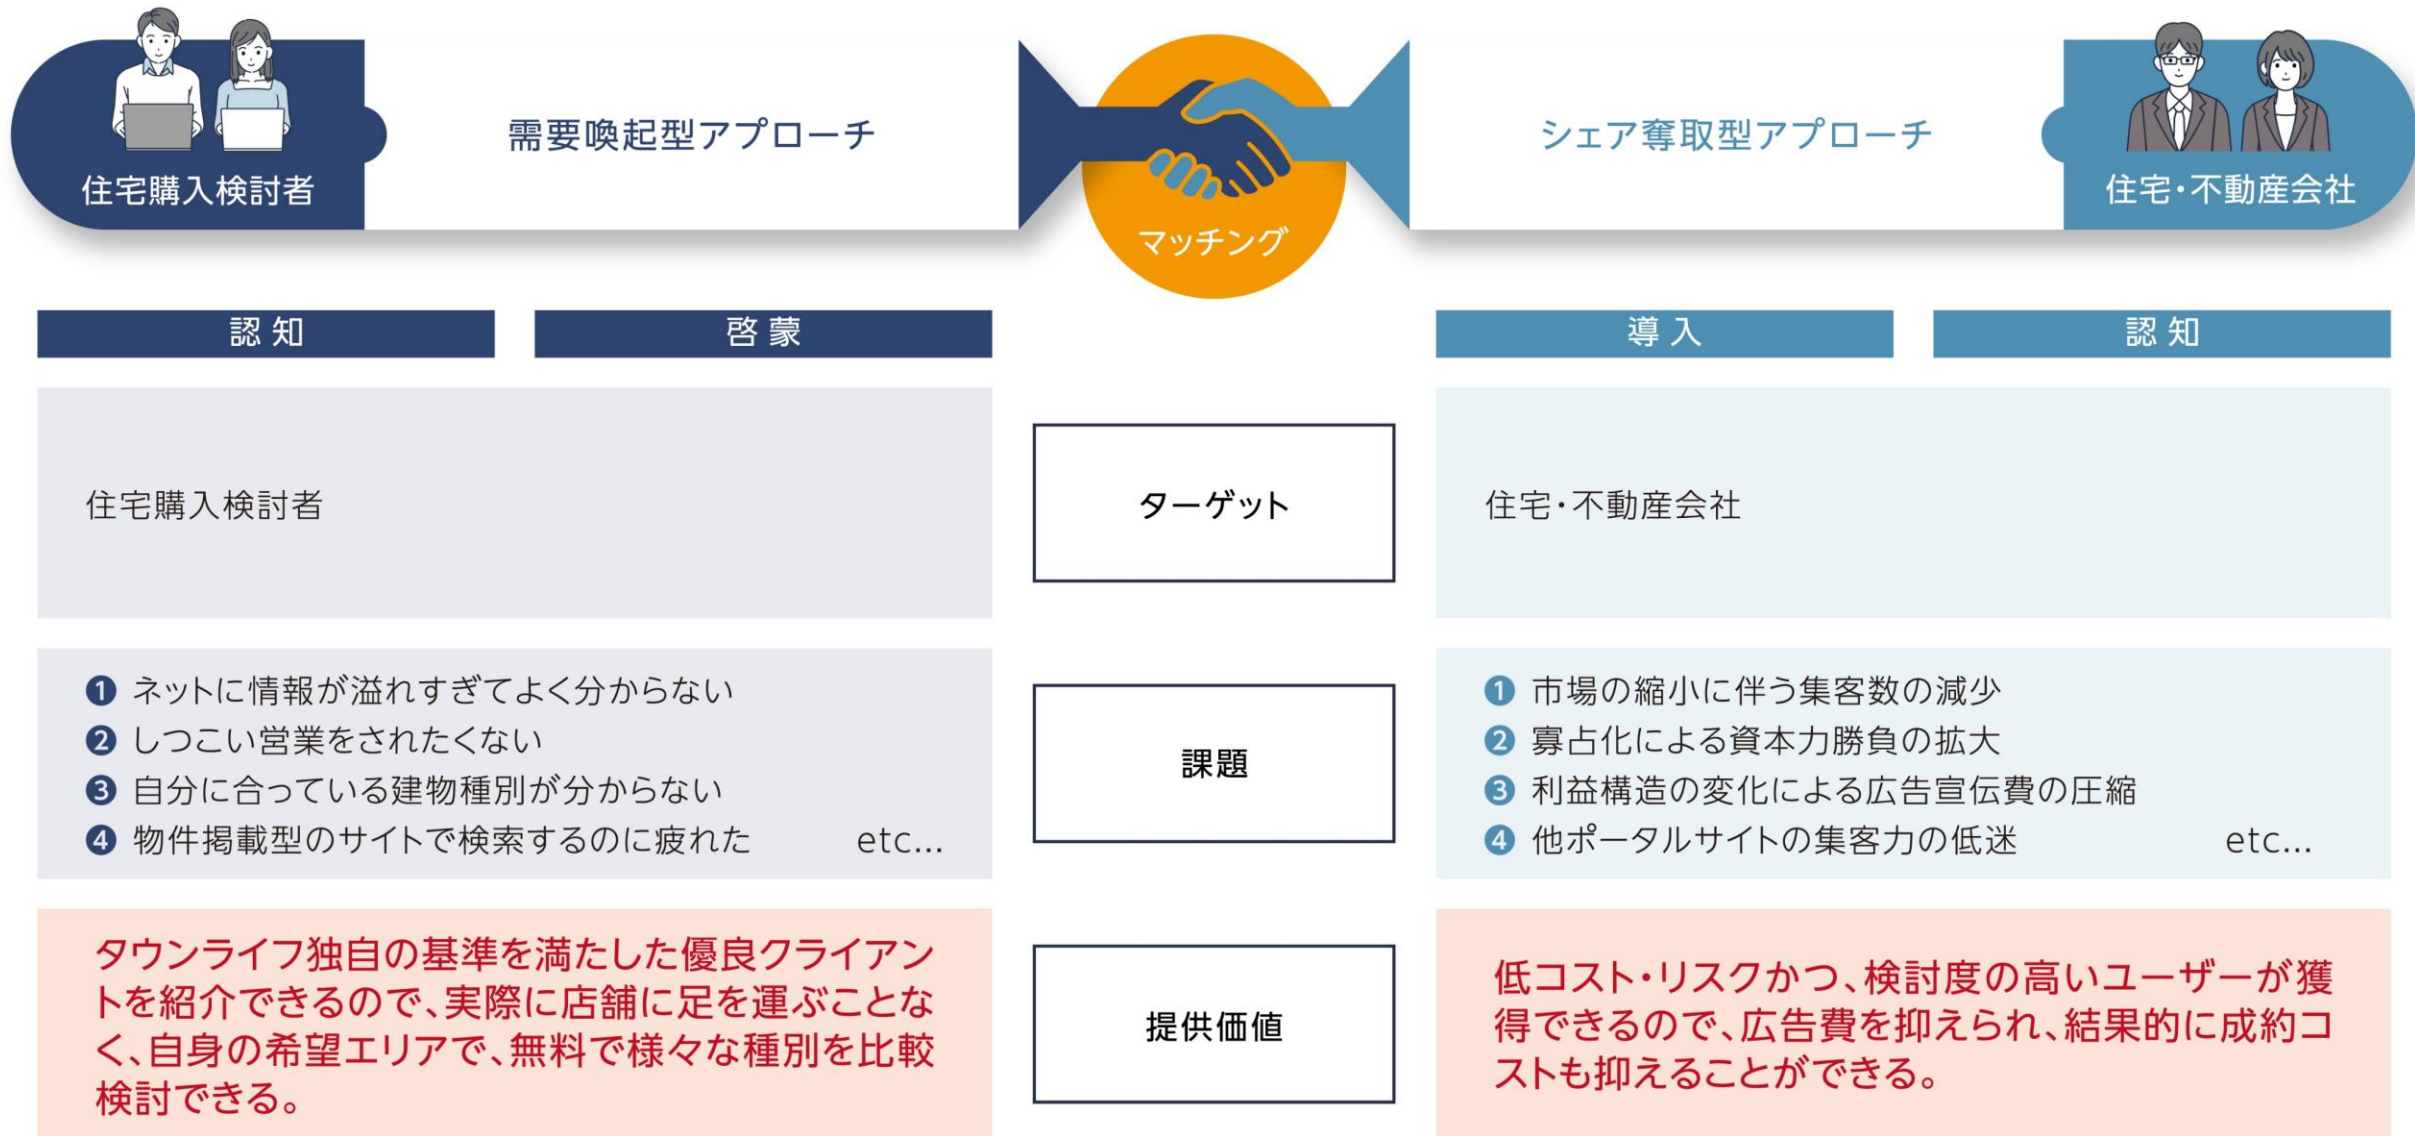 住宅購入検討者
需要喚起型アプローチ
マッチング
シェア奪取型アプローチ
住宅・不動産会社
認知
啓蒙
導入
認知
住宅購入検討者
ターゲット
住宅・不動産会社
❶ ネットに情報が溢れすぎてよく分からない
❷ しつこい営業をされたくない
❸ 自分に合っている建物種別が分からない
❹ 物件掲載型のサイトで検索するのに疲れた etc...
課題
❶ 市場の縮小に伴う集客数の減少
❷ 寡占化による資本力勝負の拡大
❸ 利益構造の変化による広告宣伝費の圧縮
❹ 他ポータルサイトの集客力の低迷 etc...
タウンライフ独自の基準を満たした優良クライアン
トを紹介できるので、実際に店舗に足を運ぶことな
く、自身の希望エリアで、無料で様々な種別を比較
検討できる。
提供価値
低コスト・リスクかつ、検討度の高いユーザーが獲
得できるので、広告費を抑えられ、結果的に成約コ
ストも抑えることができる。